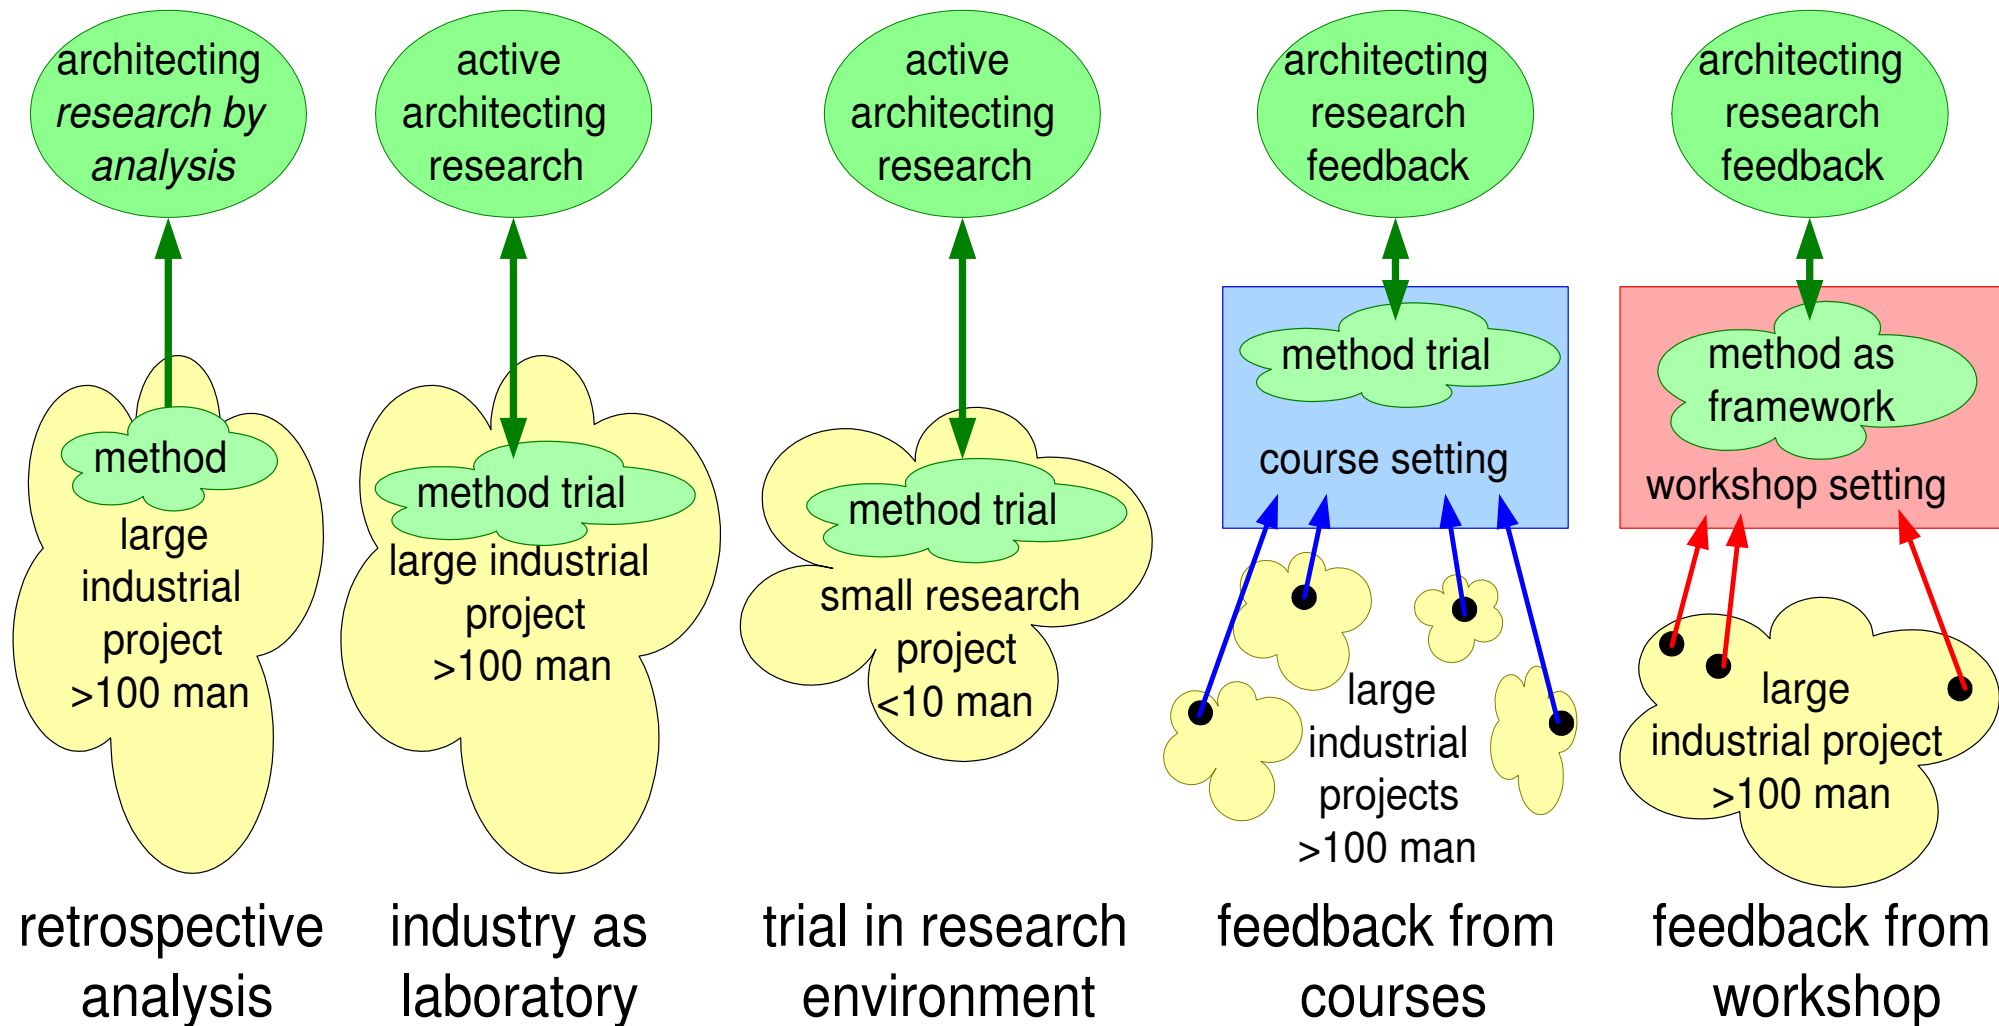 architecting
research by
analysis
method
large
industrial
project
>100 man
retrospective
analysis
active
architecting
research
method trial
large industrial
project
>100 man
industry as
laboratory
active
architecting
research
method trial
small research
project
<10 man
trial in research
environment
architecting
research
feedback
method trial
course setting
large
industrial
projects
>100 man
feedback from
courses
architecting
research
feedback
method as
framework
workshop setting
large
industrial project
>100 man
feedback from
workshop